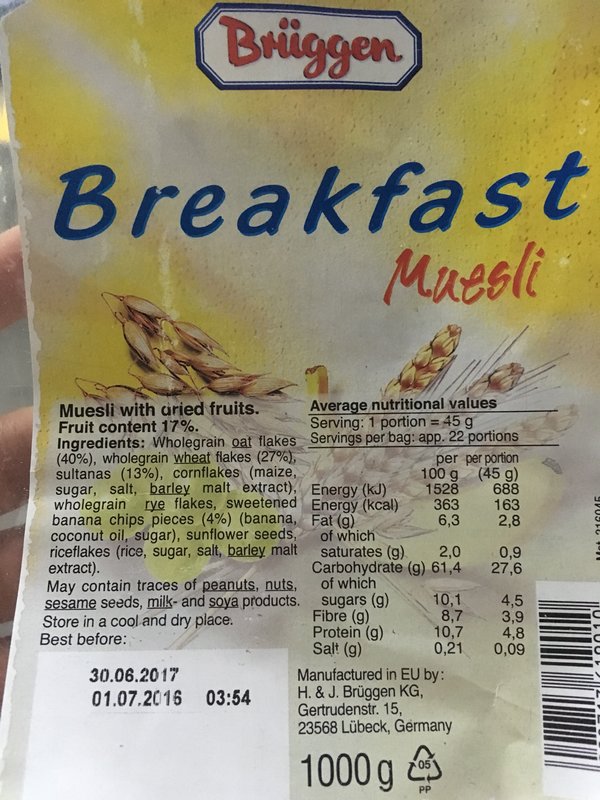 Brüggen
Breakfast
Muesli
Muesli with dried fruits.
Fruit content 17%.
Ingredients: Wholegrain oat flakes
(40%), wholegrain wheat flakes (27%),
sultanas (13%), cornflakes (maize,
sugar, salt, barley malt extract),
wholegrain rye flakes, sweetened
banana chips pieces (4%) (banana,
coconut oil, sugar), sunflower seeds,
riceflakes (rice, sugar, salt, barley malt
extract).
May contain traces of peanuts, nuts,
sesame seeds, milk- and soya products.
Store in a cool and dry place.
Best before:
30.06.2017
01.07.2016 03:54
Average nutritional values
Serving: 1 portion = 45 g
Servings per bag: app. 22 portions
per per portion
100 g (45 g)
Energy (kJ) 1528 688
Energy (kcal) 363 163
Fat (g) 6,3 2,8
of which
saturates (g) 2,0 0,9
Carbohydrate (g) 61,4 27,6
of which
sugars (g) 10,1 4,5
Fibre (g) 8,7 3,9
Protein (g) 10,7 4,8
Salt (g) 0,21 0,09
Manufactured in EU by:
H. & J. Brüggen KG,
Gertrudenstr. 15,
23568 Lübeck, Germany
1000 g
05
PP